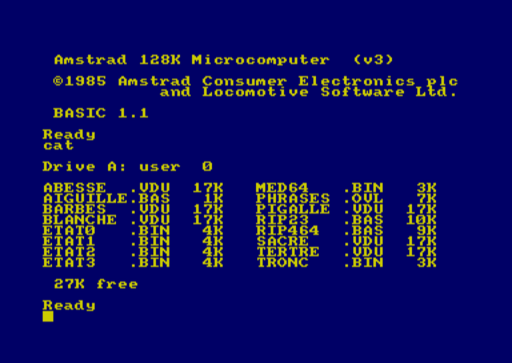 Amstrad 128K Microcomputer  (v3)
©1985 Amstrad Consumer Electronics plc
and Locomotive Software Ltd.
BASIC 1.1
Ready
cat
Drive A: user  0
ABESSE  .VDU  17K   MED64   .BIN   3K
AIGUILLE.BAS   1K   PHRASES .OVL   7K
BARBES  .VDU  17K   PIGALLE .VDU  17K
BLANCHE .VDU  17K   RIP23   .BAS  10K
ETAT0   .BIN   4K   RIP464  .BAS   9K
ETAT1   .BIN   4K   SACRE   .VDU  17K
ETAT2   .BIN   4K   TERTRE  .VDU  17K
ETAT3   .BIN   4K   TRONC   .BIN   3K
27K free
Ready